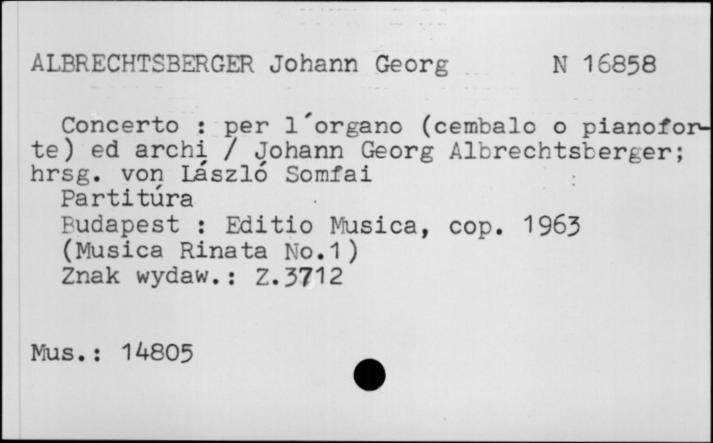 ALBRECHTSBERGER Johann Georg N 16858
Concerto : per l´organo (cembalo o pianofor-
te) ed archi / Johann Georg Albrechtsberger;
hrsg. von László Somfai
Partitúra
Budapest : Editio Musica, cop. 1963
(Musica Rinata No.1)
Znak wydaw.: Z.3712
Mus.: 14805